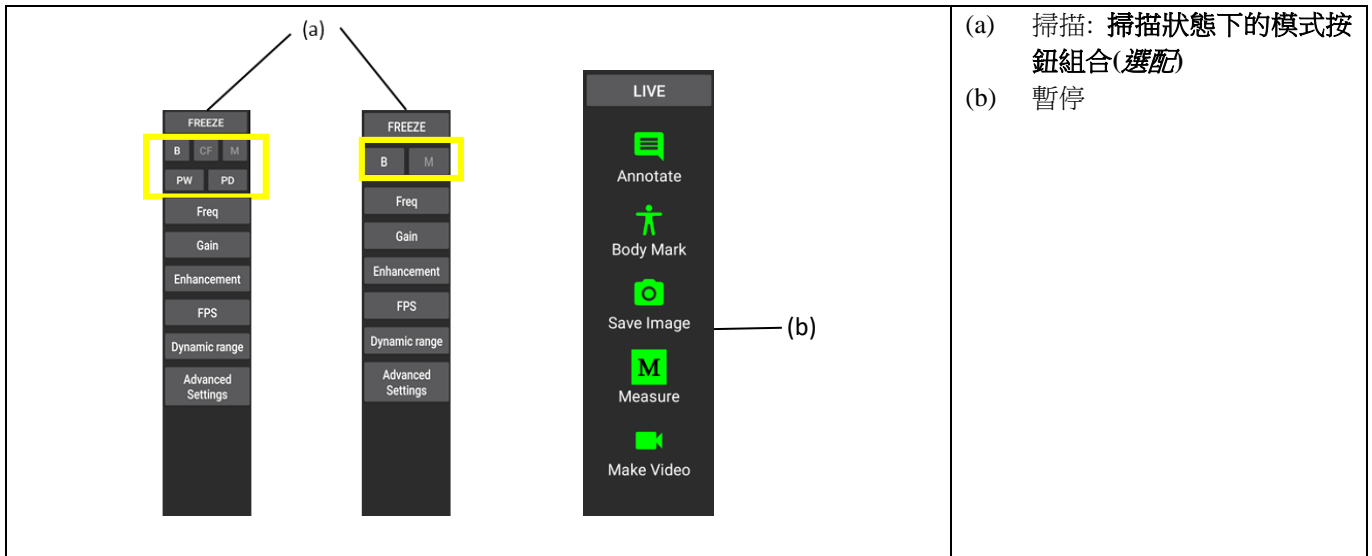 (a)
FREEZE
B CF M
PW PD
Freq
Gain
Enhancement
FPS
Dynamic range
Advanced
Settings
FREEZE
B M
Freq
Gain
Enhancement
FPS
Dynamic range
Advanced
Settings
LIVE
Annotate
Body Mark
Save Image
M
Measure
Make Video
(b)
(a) 掃描: 掃描狀態下的模式按
鈕組合(選配)
(b) 暫停